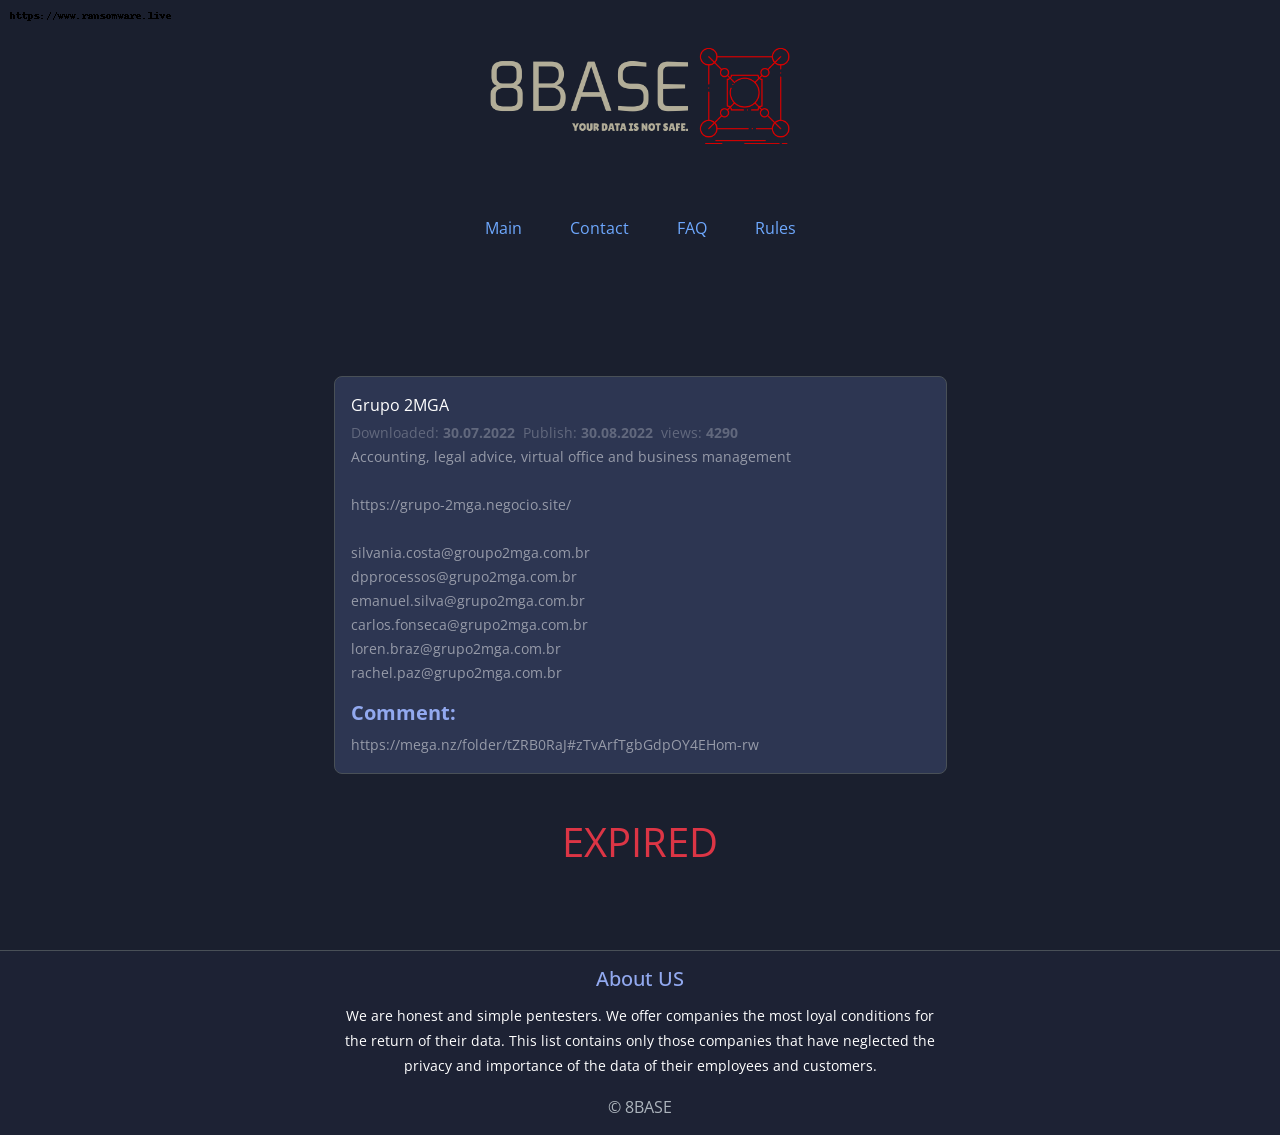 https://www.ransomware.live
8BASE
YOUR DATA IS NOT SAFE.
Main Contact FAQ Rules
Grupo 2MGA
Downloaded: 30.07.2022 Publish: 30.08.2022 views: 4290
Accounting, legal advice, virtual office and business management
https://grupo-2mga.negocio.site/
silvania.costa@groupo2mga.com.br
dpprocessos@grupo2mga.com.br
emanuel.silva@grupo2mga.com.br
carlos.fonseca@grupo2mga.com.br
loren.braz@grupo2mga.com.br
rachel.paz@grupo2mga.com.br
Comment:
https://mega.nz/folder/tZRB0RaJ#zTvArfTgbGdpOY4EHom-rw
EXPIRED
About US
We are honest and simple pentesters. We offer companies the most loyal conditions for
the return of their data. This list contains only those companies that have neglected the
privacy and importance of the data of their employees and customers.
© 8BASE